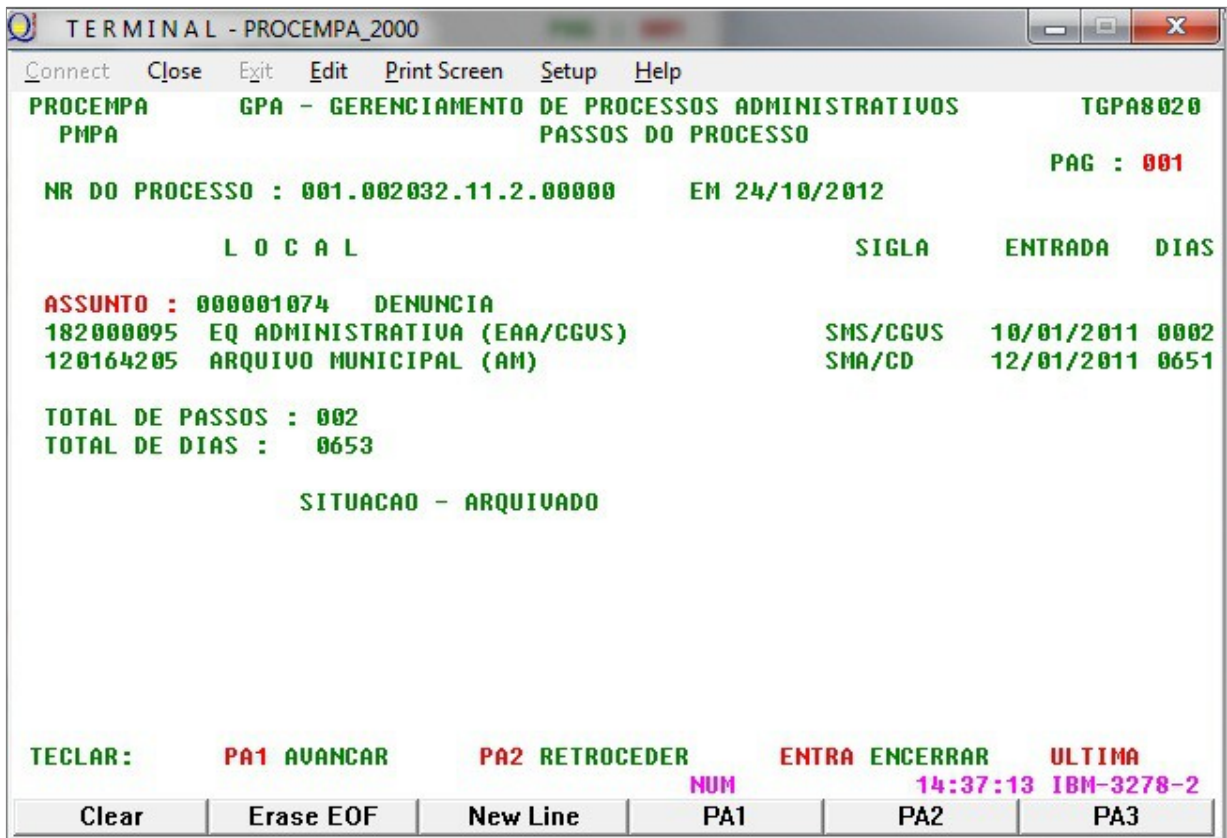 TERMINAL - PROCEMPA_2000
Connect Close Exit Edit Print Screen Setup Help
PROCEMPA GPA - GERENCIAMENTO DE PROCESSOS ADMINISTRATIVOS TGPA8020
PMPA PASSOS DO PROCESSO
PAG : 001
NR DO PROCESSO : 001.002032.11.2.00000 EM 24/10/2012
L O C A L SIGLA ENTRADA DIAS
ASSUNTO : 000001074 DENUNCIA
182000095 EQ ADMINISTRATIVA (EAA/CGVS) SMS/CGVS 10/01/2011 0002
120164205 ARQUIVO MUNICIPAL (AM) SMA/CD 12/01/2011 0651
TOTAL DE PASSOS : 002
TOTAL DE DIAS : 0653
SITUACAO - ARQUIVADO
TECLAR: PA1 AVANCAR PA2 RETROCEDER ENTRA ENCERRAR ULTIMA
NUM 14:37:13 IBM-3278-2
Clear Erase EOF New Line PA1 PA2 PA3